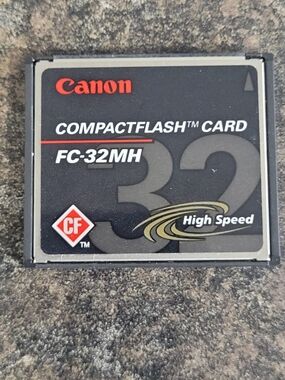 Canon
COMPACTFLASH™ CARD
FC-32MH
32
CF
TM
High Speed